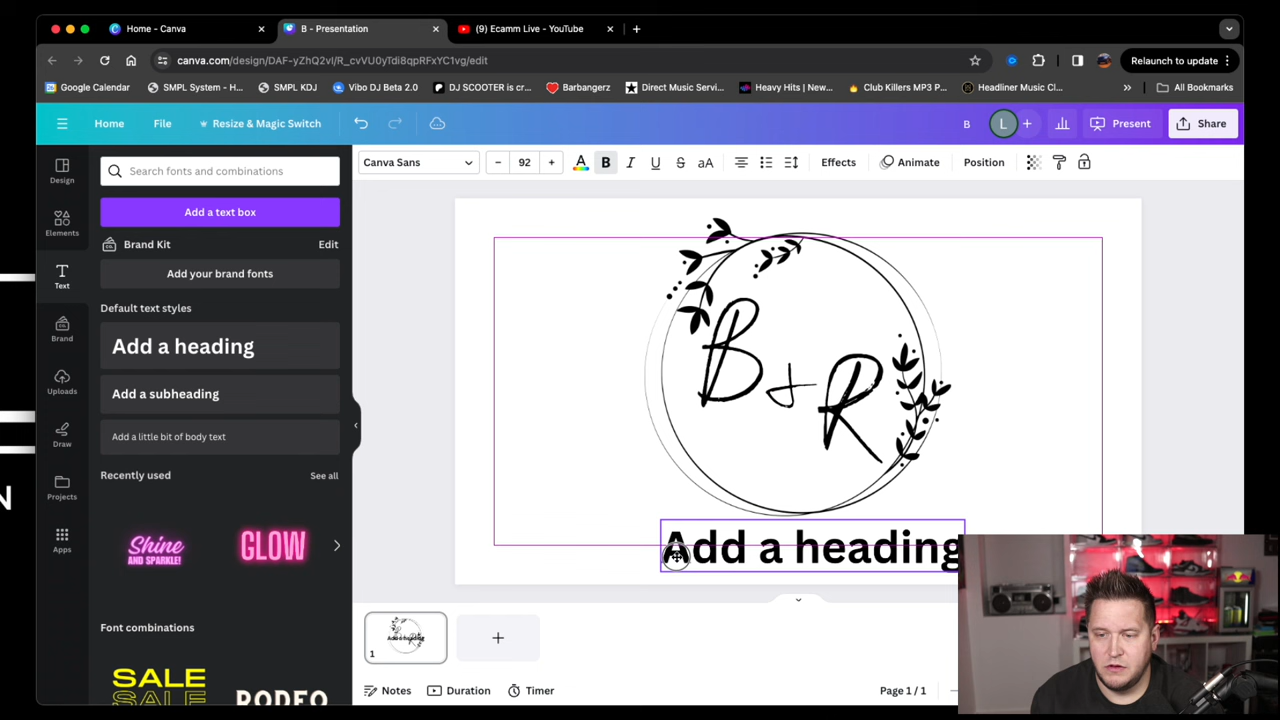 Home - Canva
B - Presentation
(9) Ecamm Live - YouTube
canva.com/design/DAF-yZhQ2vI/R_cvVU0yTdi8qpRFxYC1vg/edit
Relaunch to update
Google Calendar
SMPL System - H...
SMPL KDJ
Vibo DJ Beta 2.0
DJ SCOOTER is cr...
Barbangerz
Direct Music Servi...
Heavy Hits | New...
Club Killers MP3 P...
Headliner Music Cl...
All Bookmarks
Home
File
Resize & Magic Switch
B
L
Present
Share
Design
Elements
Text
Brand
Uploads
Draw
Projects
Apps
Search fonts and combinations
Add a text box
Brand Kit
Edit
Add your brand fonts
Default text styles
Add a heading
Add a subheading
Add a little bit of body text
Recently used
See all
Shine
AND SPARKLE!
GLOW
Font combinations
SALE
SALE
RODEO
Canva Sans
92
A
B
I
U
S
aA
Effects
Animate
Position
B + R
Add a heading
1
Add a heading
Notes
Duration
Timer
Page 1 / 1
N